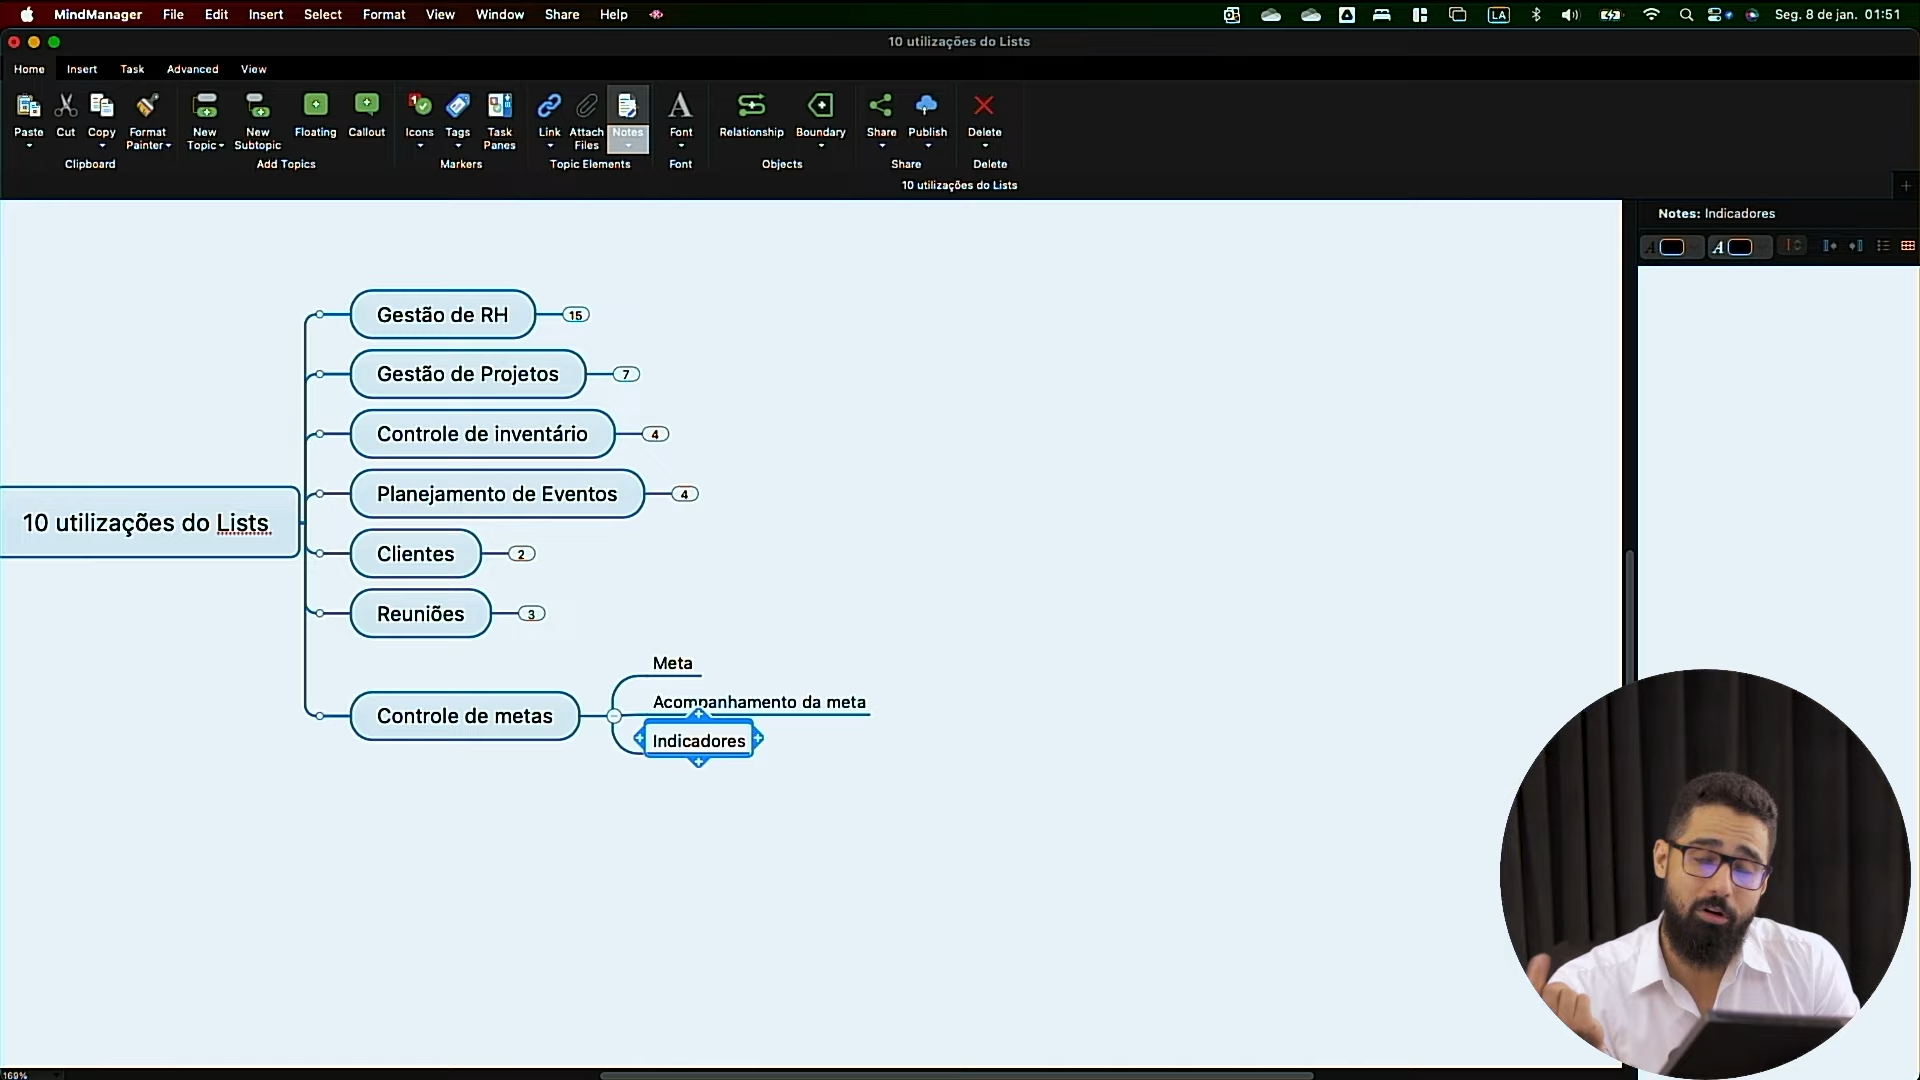 MindManager File Edit Insert Select Format View Window Share Help
LA Seg. 8 de jan. 01:51
10 utilizações do Lists
Home Insert Task Advanced View
Paste Cut Copy Format Painter New Topic New Subtopic Floating Callout Icons Tags Task Panes Link Attach Files Notes Font Relationship Boundary Share Publish Delete
Clipboard Add Topics Markers Topic Elements Font Objects Share Delete
10 utilizações do Lists
Notes: Indicadores
Gestão de RH 15
Gestão de Projetos 7
Controle de inventário 4
Planejamento de Eventos 4
10 utilizações do Lists
Clientes 2
Reuniões 3
Meta
Acompanhamento da meta
Controle de metas
Indicadores
169%